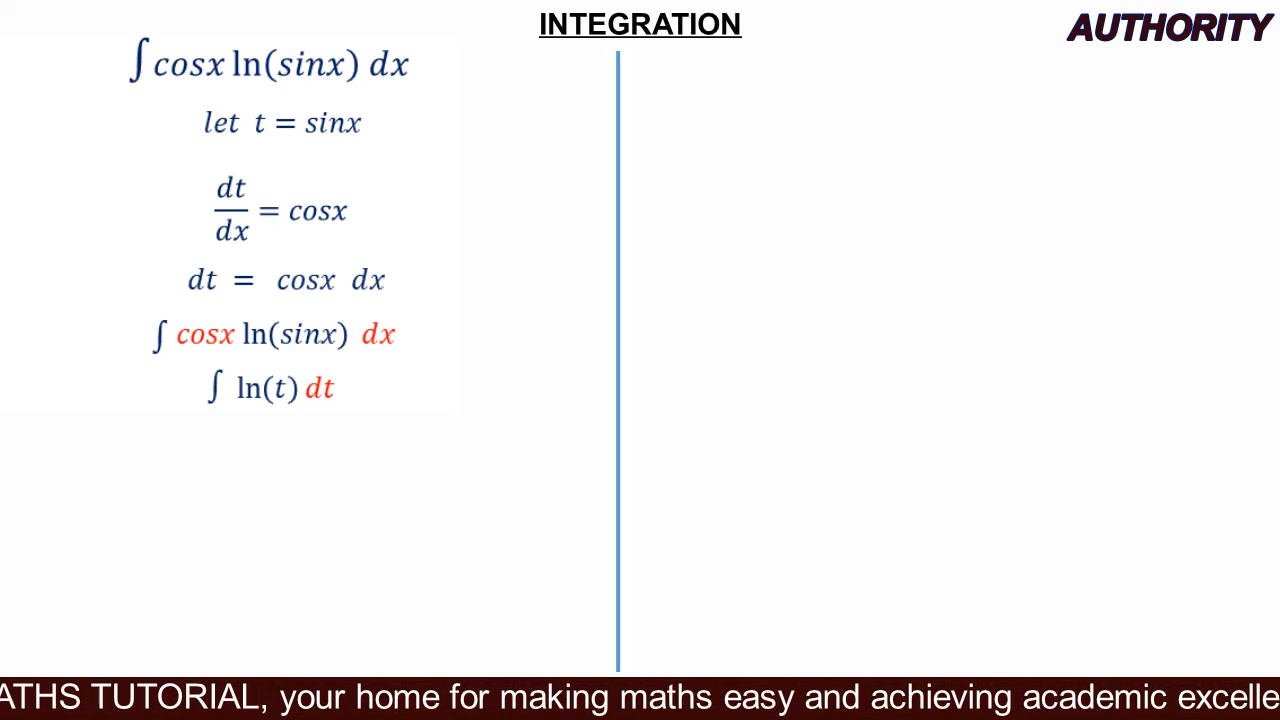 INTEGRATION
AUTHORITY
∫ cosx ln(sinx) dx
let t = sinx
dt/dx = cosx
dt = cosx dx
∫ cosx ln(sinx) dx
∫ ln(t) dt
ATHS TUTORIAL, your home for making maths easy and achieving academic excelle